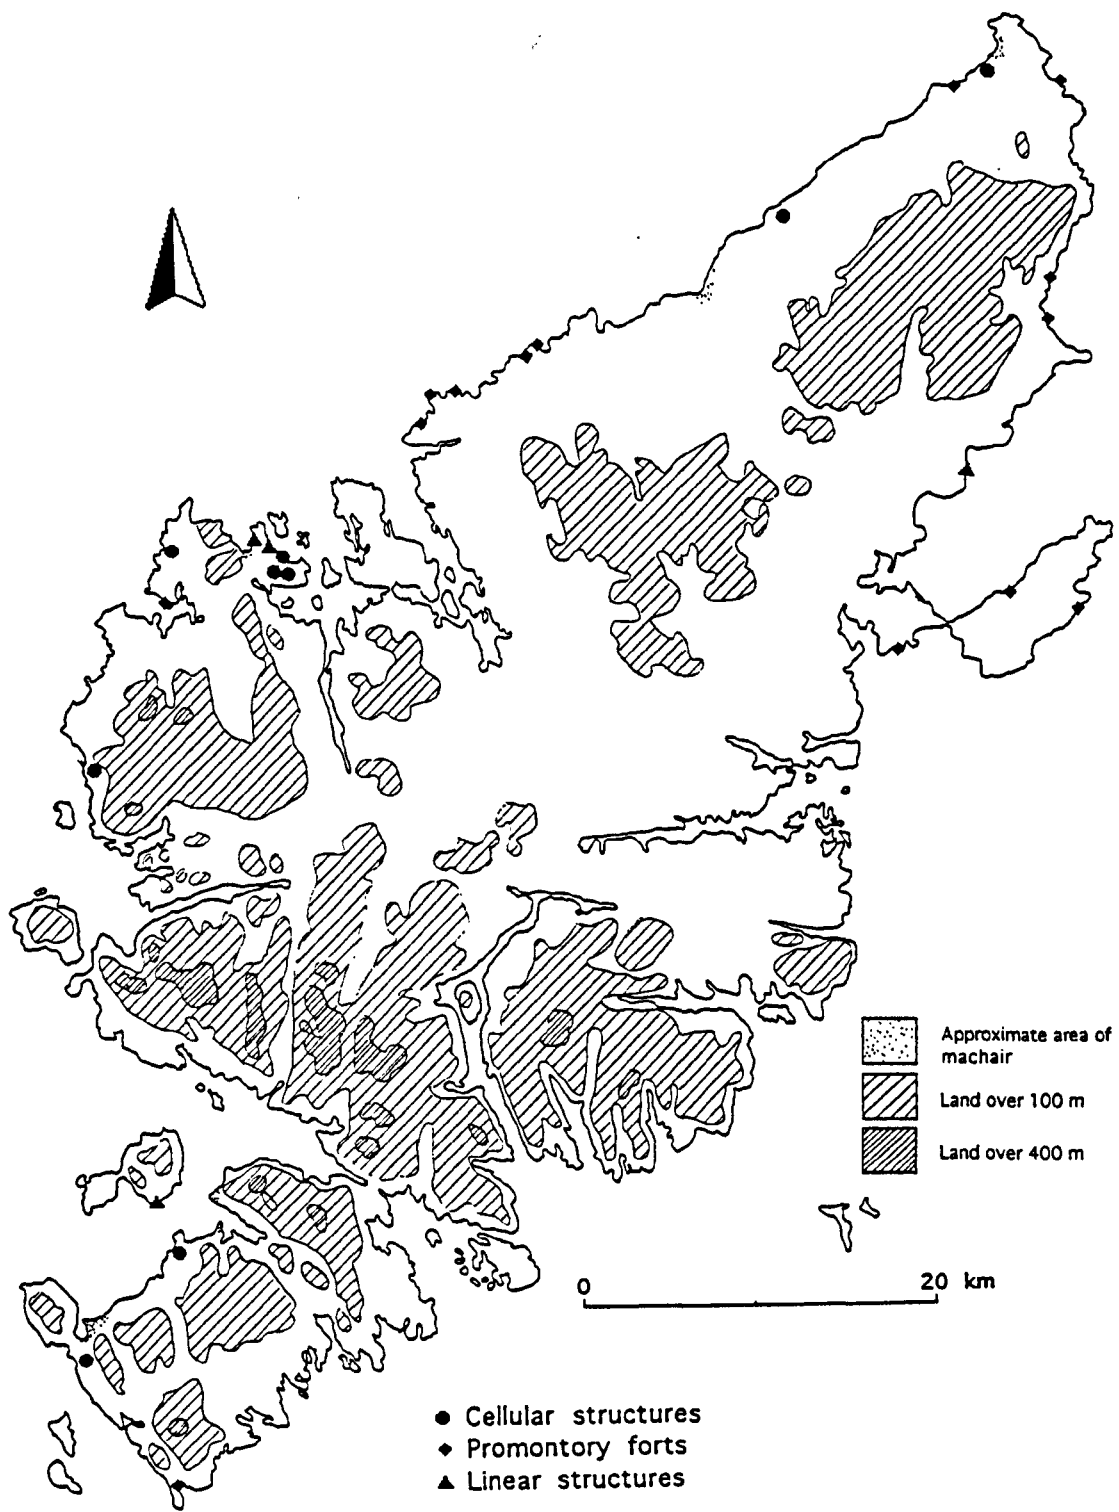 Approximate area of
machair
Land over 100 m
Land over 400 m
0 20 km
Cellular structures
Promontory forts
Linear structures